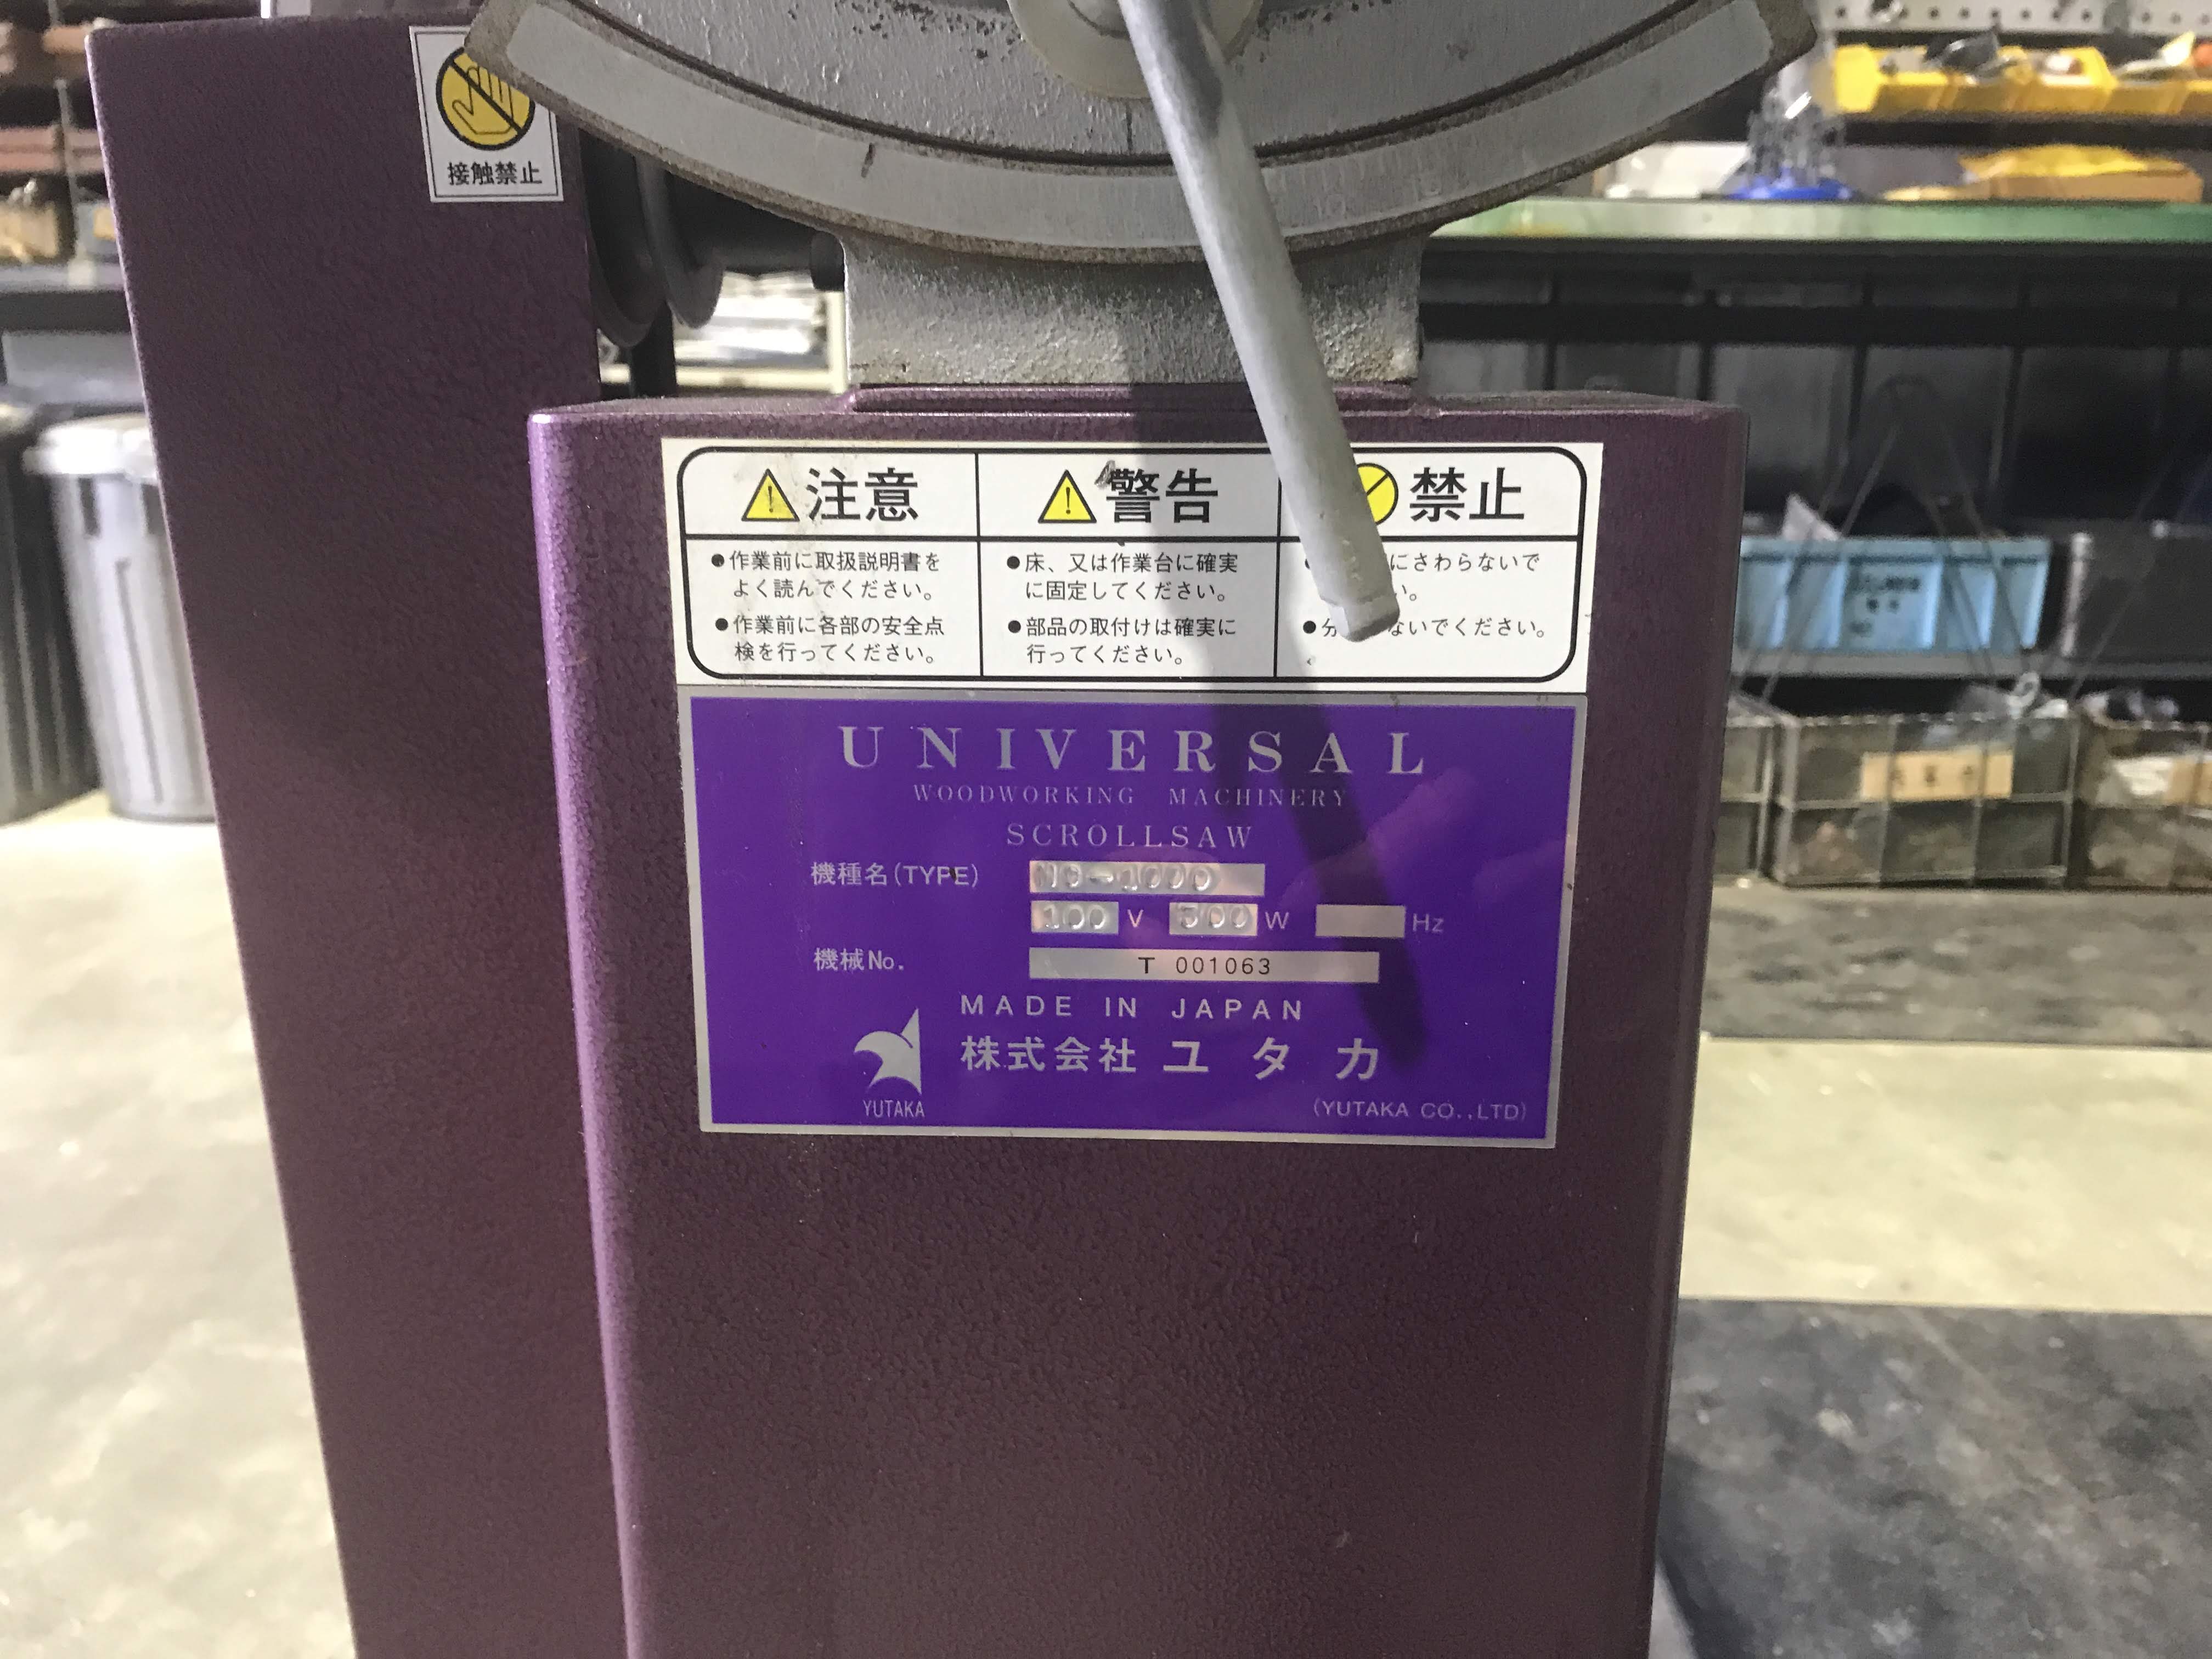 接触禁止
注意
●作業前に取扱説明書を
よく読んでください。
●作業前に各部の安全点
検を行ってください。
警告
●床、又は作業台に確実
に固定してください。
●部品の取付けは確実に
行ってください。
禁止
にさわらないで
い。
●分 ないでください。
UNIVERSAL
WOODWORKING MACHINERY
SCROLLSAW
機種名(TYPE)
100 V W Hz
機械No. T 001063
MADE IN JAPAN
株式会社 ユタカ
YUTAKA
(YUTAKA CO.,LTD)